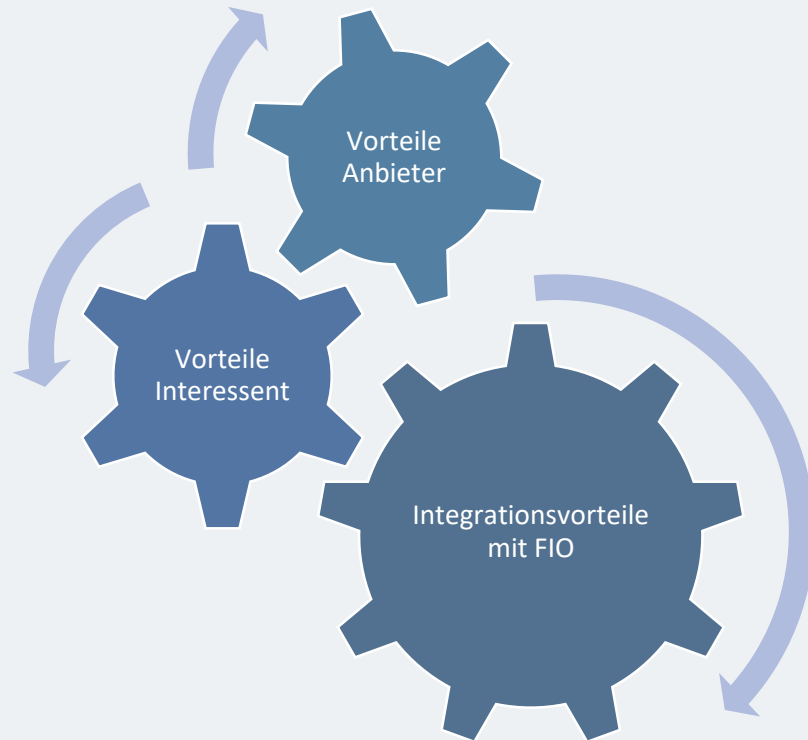 Vorteile
Anbieter
Vorteile
Interessent
Integrationsvorteile
mit FIO